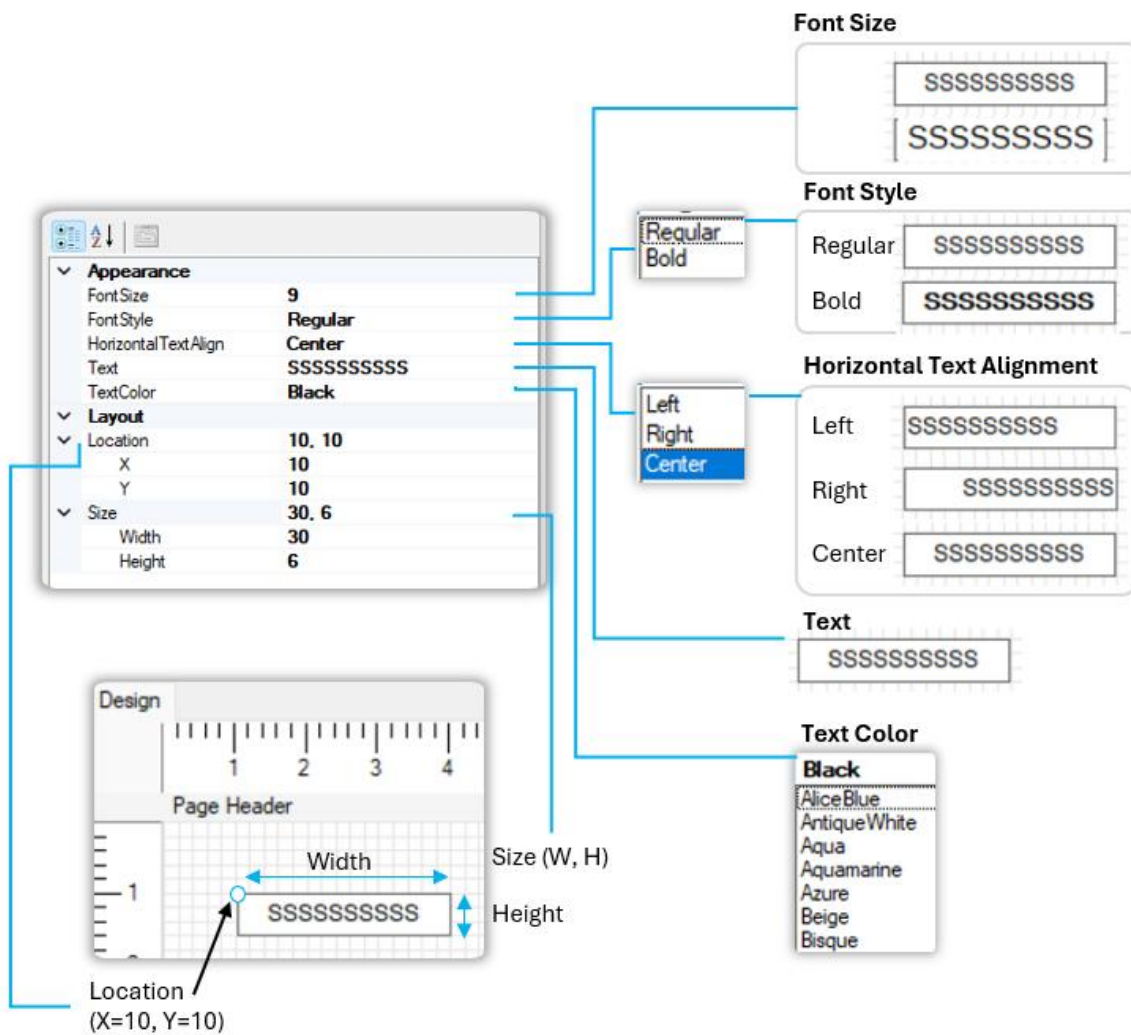 Font Size
SSSSSSSSSS
SSSSSSSSS
Font Style
Regular
Bold
Regular SSSSSSSSSS
Bold SSSSSSSSSS
Appearance
FontSize 9
FontStyle Regular
HorizontalTextAlign Center
Text SSSSSSSSSS
TextColor Black
Layout
Location 10, 10
X 10
Y 10
Size 30, 6
Width 30
Height 6
Horizontal Text Alignment
Left
Right
Center
Left SSSSSSSSSS
Right SSSSSSSSSS
Center SSSSSSSSSS
Text
SSSSSSSSSS
Text Color
Black
AliceBlue
AntiqueWhite
Aqua
Aquamarine
Azure
Beige
Bisque
Design
1 2 3 4
Page Header
1
Width
SSSSSSSSSS
Size (W, H)
Height
Location
(X=10, Y=10)